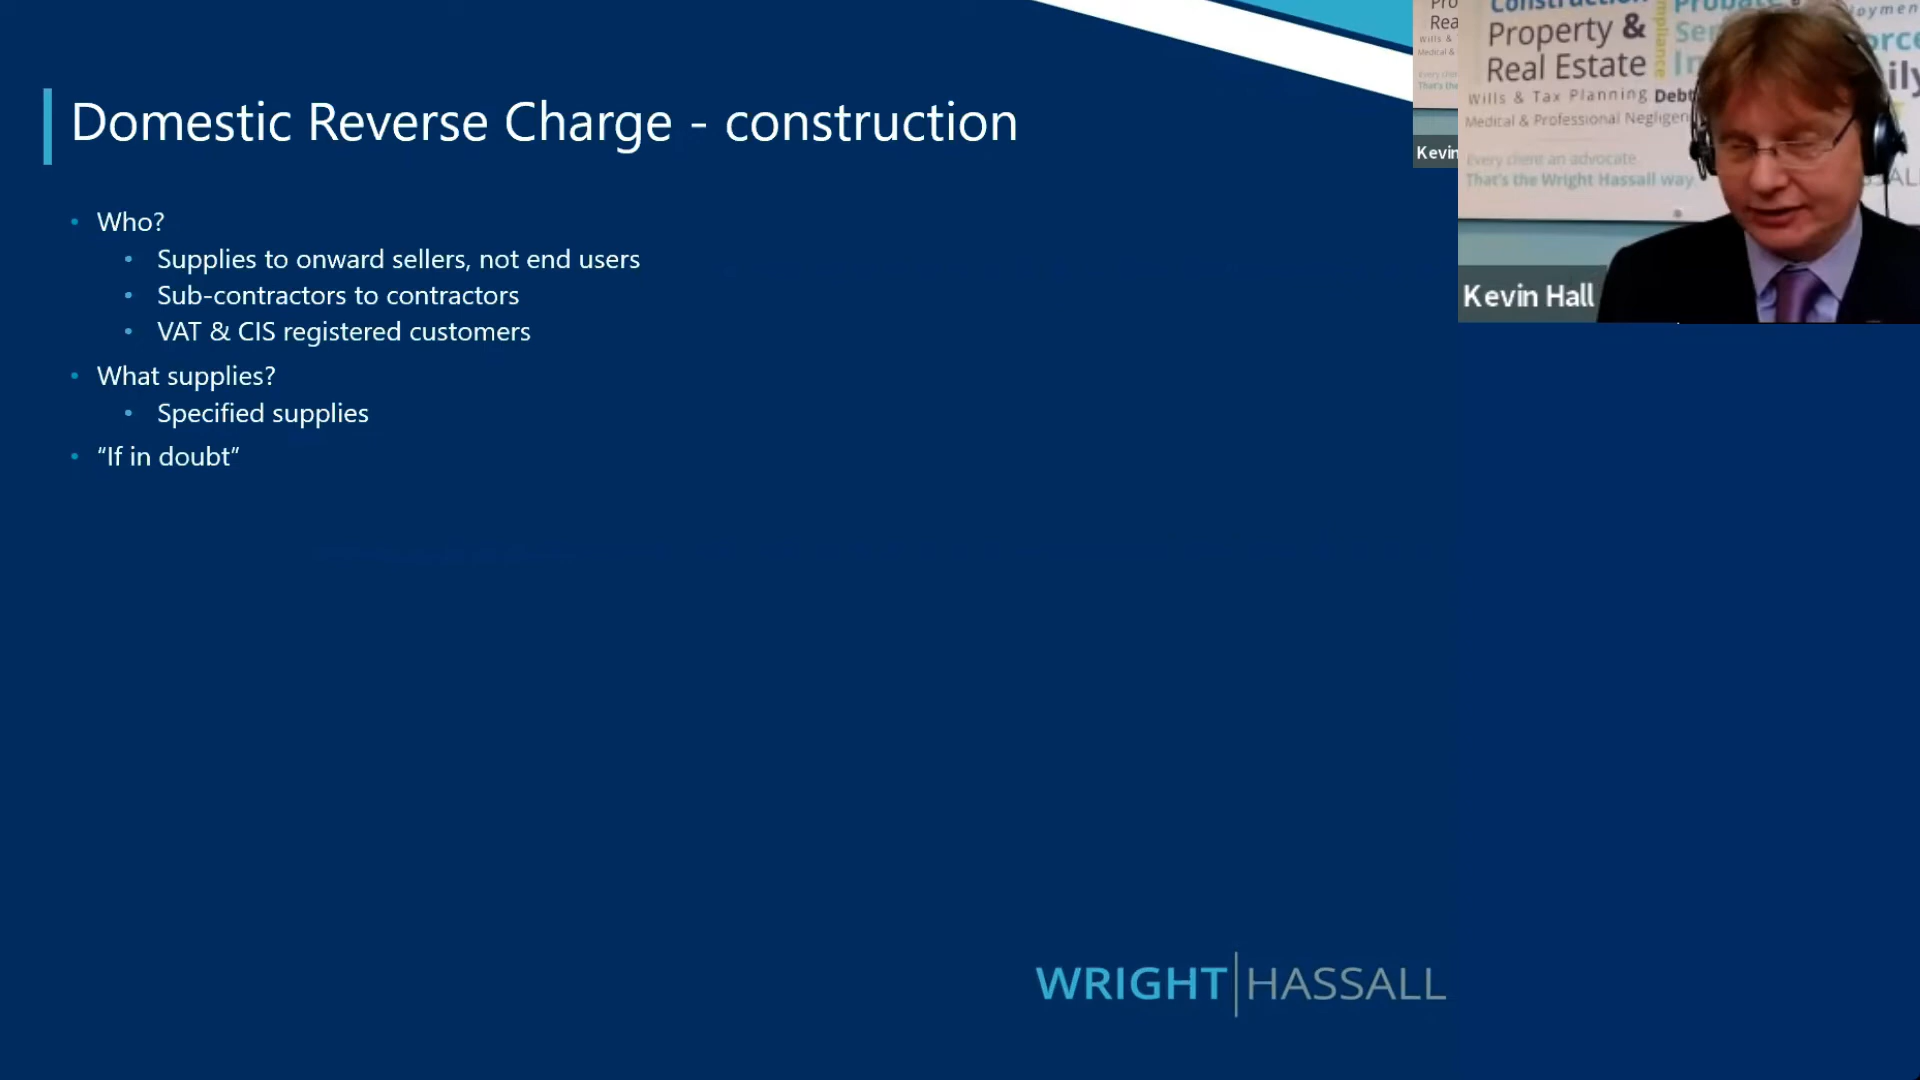 Domestic Reverse Charge - construction
• Who?
• Supplies to onward sellers, not end users
• Sub-contractors to contractors
• VAT & CIS registered customers
• What supplies?
• Specified supplies
• “If in doubt”
WRIGHT|HASSALL
Kevin
Construction
Property &
Real Estate
Wills & Tax Planning Debt
Medical & Professional
Every client an advocate.
That's the Wright Hassall way.
Probate
Kevin Hall